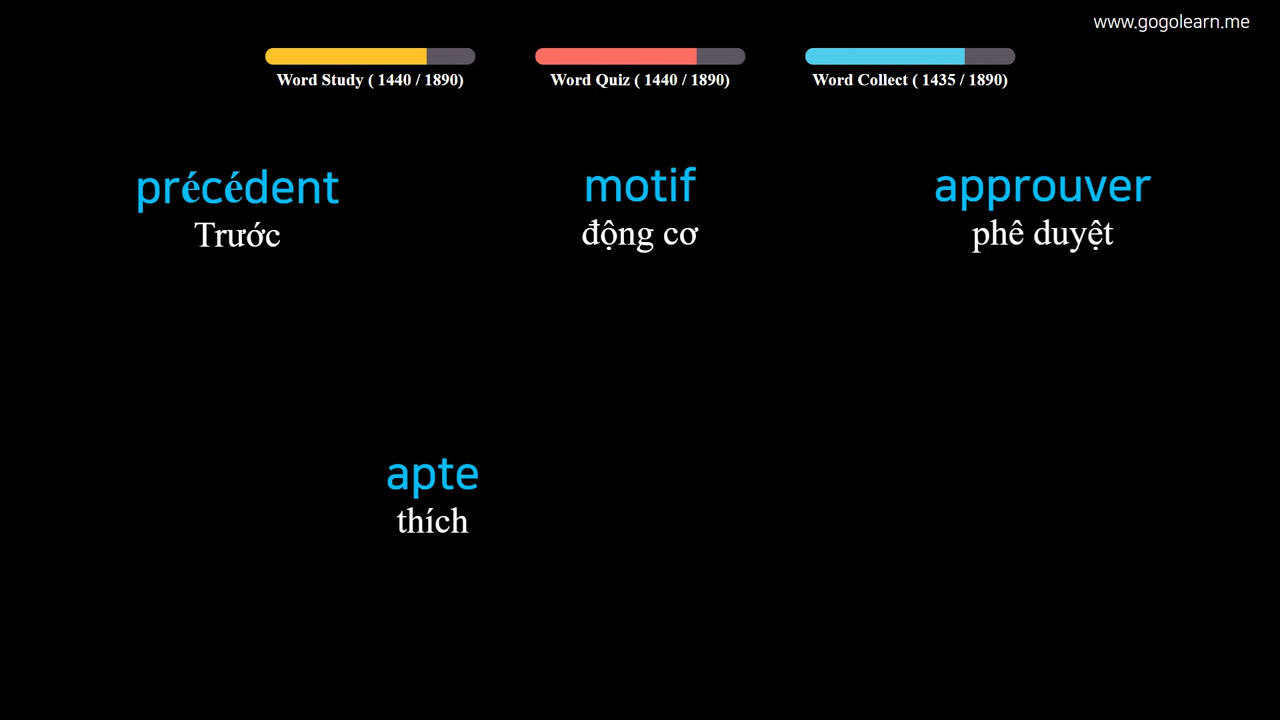 www.gogolearn.me
Word Study ( 1440 / 1890)
Word Quiz ( 1440 / 1890)
Word Collect ( 1435 / 1890)
précédent
Trước
motif
động cơ
approuver
phê duyệt
apte
thích